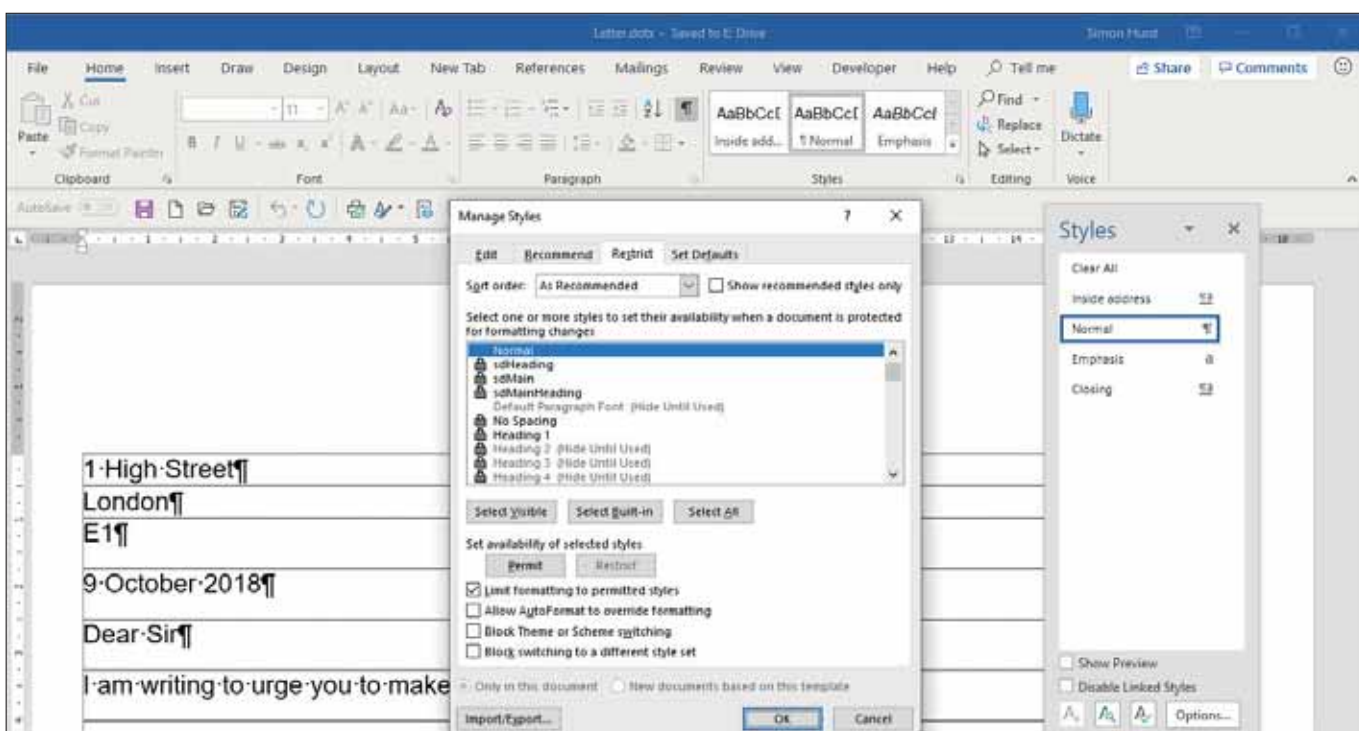 Letter.dotx - Saved to E: Drive Simon Hurst
File Home Insert Draw Design Layout New Tab References Mailings Review View Developer Help Tell me Share Comments
Cut
Copy
Format Painter
Paste
11 Aa
B I U abc x x A A
AaBbCcI AaBbCcI AaBbCcI
Inside add... ¶ Normal Emphasis
Find
Replace
Select
Dictate
Clipboard Font Paragraph Styles Editing Voice
AutoSave
Manage Styles ? X
Edit Recommend Restrict Set Defaults
Sort order: As Recommended Show recommended styles only
Select one or more styles to set their availability when a document is protected
for formatting changes
Normal
sdHeading
sdMain
sdMainHeading
Default Paragraph Font (Hide Until Used)
No Spacing
Heading 1
Heading 2 (Hide Until Used)
Heading 3 (Hide Until Used)
Heading 4 (Hide Until Used)
Select Visible Select Built-in Select All
Set availability of selected styles
Permit Restrict
Limit formatting to permitted styles
Allow AutoFormat to override formatting
Block Theme or Scheme switching
Block switching to a different style set
Only in this document New documents based on this template
Import/Export... OK Cancel
Styles
Clear All
Inside address ¶a
Normal ¶
Emphasis a
Closing ¶a
Show Preview
Disable Linked Styles
Options...
1·High·Street¶
London¶
E1¶
9·October·2018¶
Dear·Sir¶
I·am·writing·to·urge·you·to·make